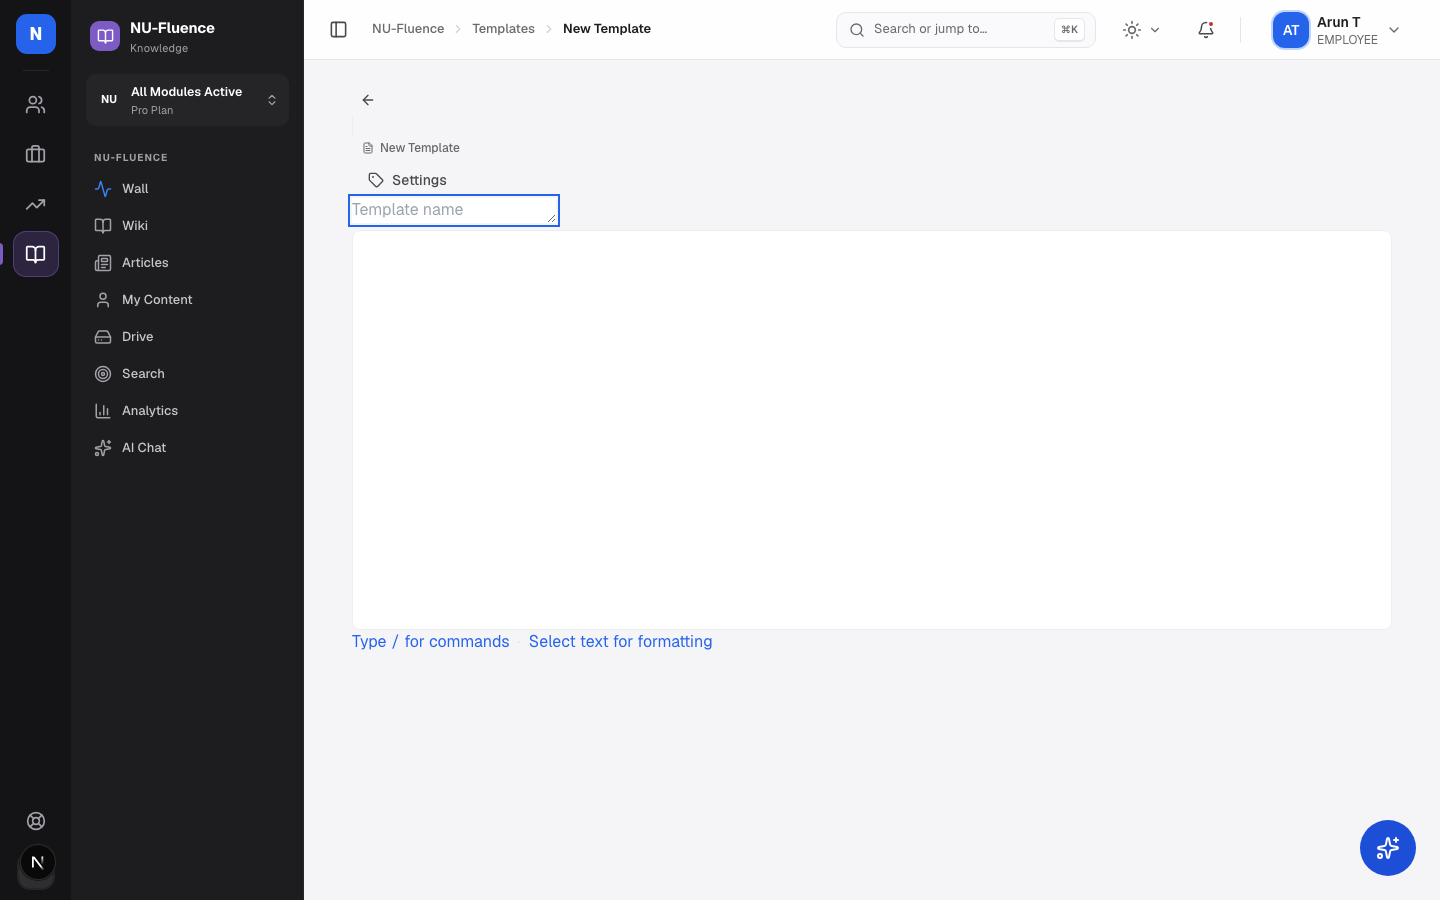 N
NU-Fluence
Knowledge
NU
All Modules Active
Pro Plan
NU-FLUENCE
Wall
Wiki
Articles
My Content
Drive
Search
Analytics
AI Chat
N
NU-Fluence
Templates
New Template
Search or jump to...
⌘K
AT
Arun T
EMPLOYEE
New Template
Settings
Template name
Type / for commands · Select text for formatting